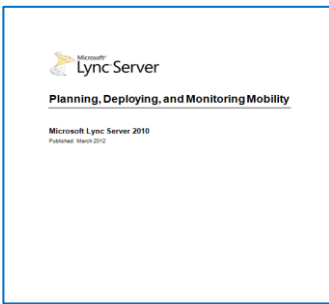 Microsoft®
Lync Server
Planning, Deploying, and Monitoring Mobility
Microsoft Lync Server 2010
Published: March 2012